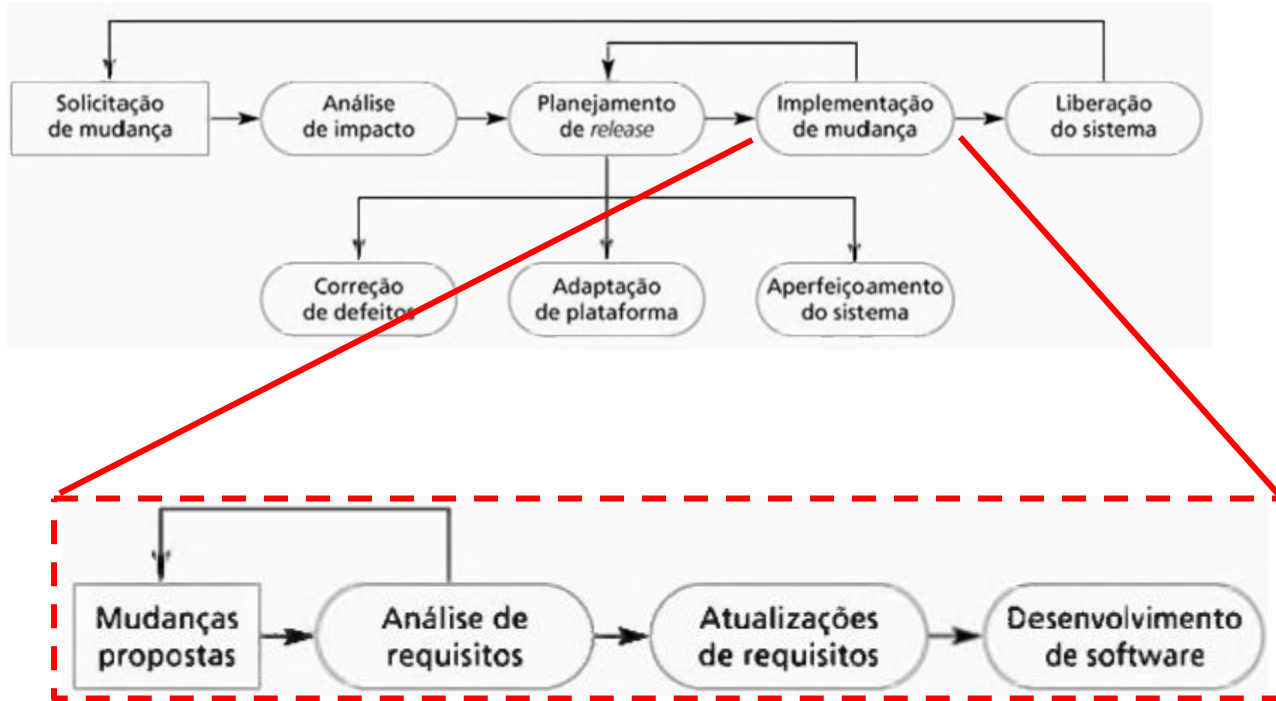 Solicitação
de mudança
Análise
de impacto
Planejamento
de release
Implementação
de mudança
Liberação
do sistema
Correção
de defeitos
Adaptação
de plataforma
Aperfeiçoamento
do sistema
Mudanças
propostas
Análise de
requisitos
Atualizações
de requisitos
Desenvolvimento
de software